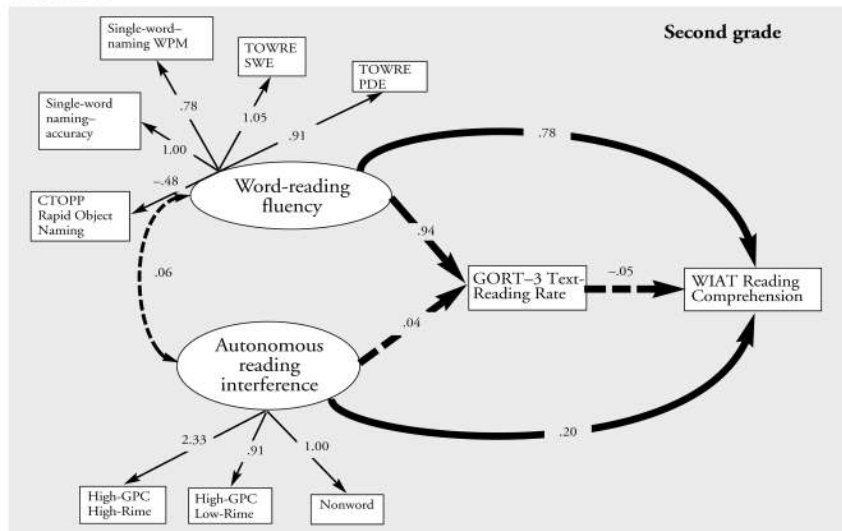 Second grade
Single-word–
naming WPM
TOWRE
SWE
TOWRE
PDE
Single-word
naming–
accuracy
.78
1.05
.91
1.00
.78
–.48
CTOPP
Rapid Object
Naming
Word-reading
fluency
.94
.06
GORT–3 Text-
Reading Rate
–.05
WIAT Reading
Comprehension
.04
Autonomous
reading
interference
.20
2.33
.91
1.00
High-GPC
High-Rime
High-GPC
Low-Rime
Nonword